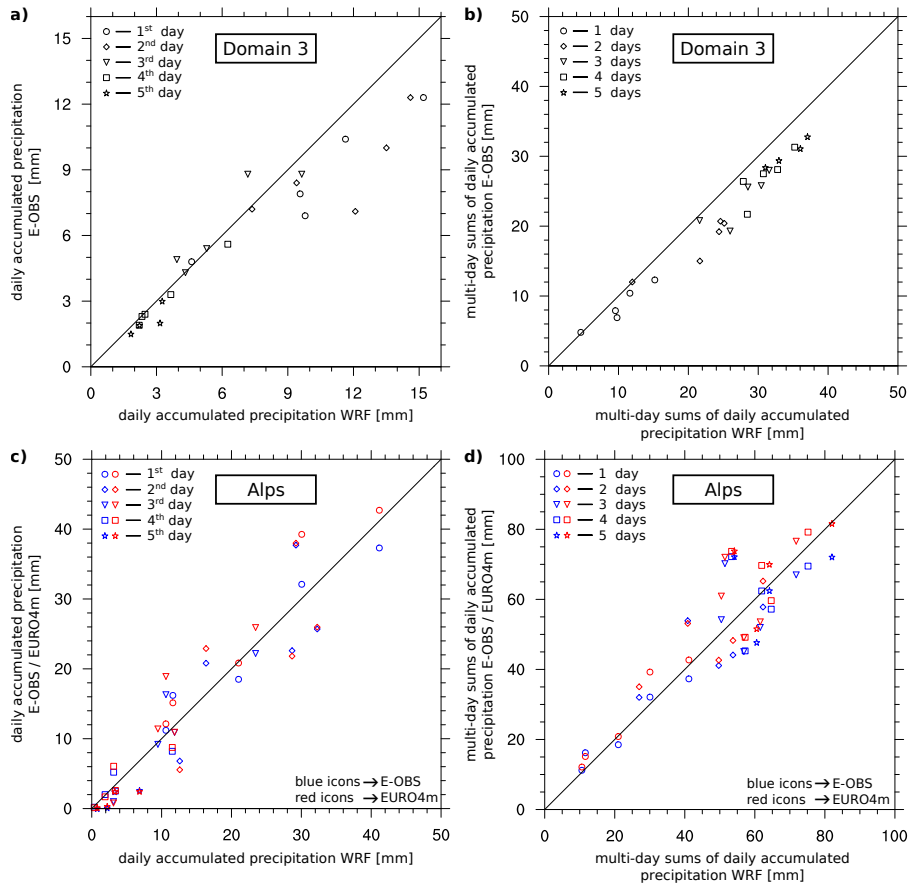 a)
Domain 3
1st day
2nd day
3rd day
4th day
5th day
15
12
9
6
3
0
0 3 6 9 12 15
daily accumulated precipitation
E-OBS [mm]
daily accumulated precipitation WRF [mm]
b)
Domain 3
1 day
2 days
3 days
4 days
5 days
50
40
30
20
10
0
0 10 20 30 40 50
multi-day sums of daily accumulated
precipitation E-OBS [mm]
multi-day sums of daily accumulated
precipitation WRF [mm]
c)
Alps
1st day
2nd day
3rd day
4th day
5th day
50
40
30
20
10
0
0 10 20 30 40 50
daily accumulated precipitation
E-OBS / EURO4m [mm]
blue icons → E-OBS
red icons → EURO4m
daily accumulated precipitation WRF [mm]
d)
Alps
1 day
2 days
3 days
4 days
5 days
100
80
60
40
20
0
0 20 40 60 80 100
multi-day sums of daily accumulated
precipitation E-OBS / EURO4m [mm]
blue icons → E-OBS
red icons → EURO4m
multi-day sums of daily accumulated
precipitation WRF [mm]